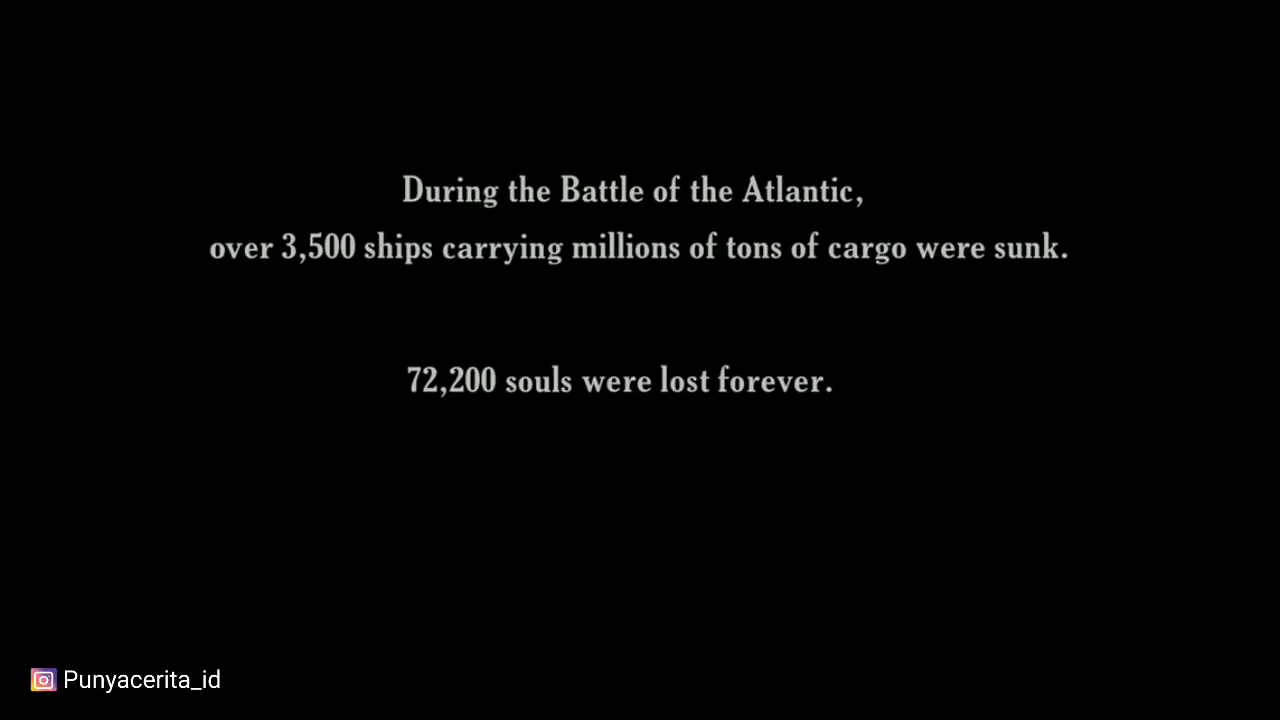 During the Battle of the Atlantic,
over 3,500 ships carrying millions of tons of cargo were sunk.
72,200 souls were lost forever.
Punyacerita_id